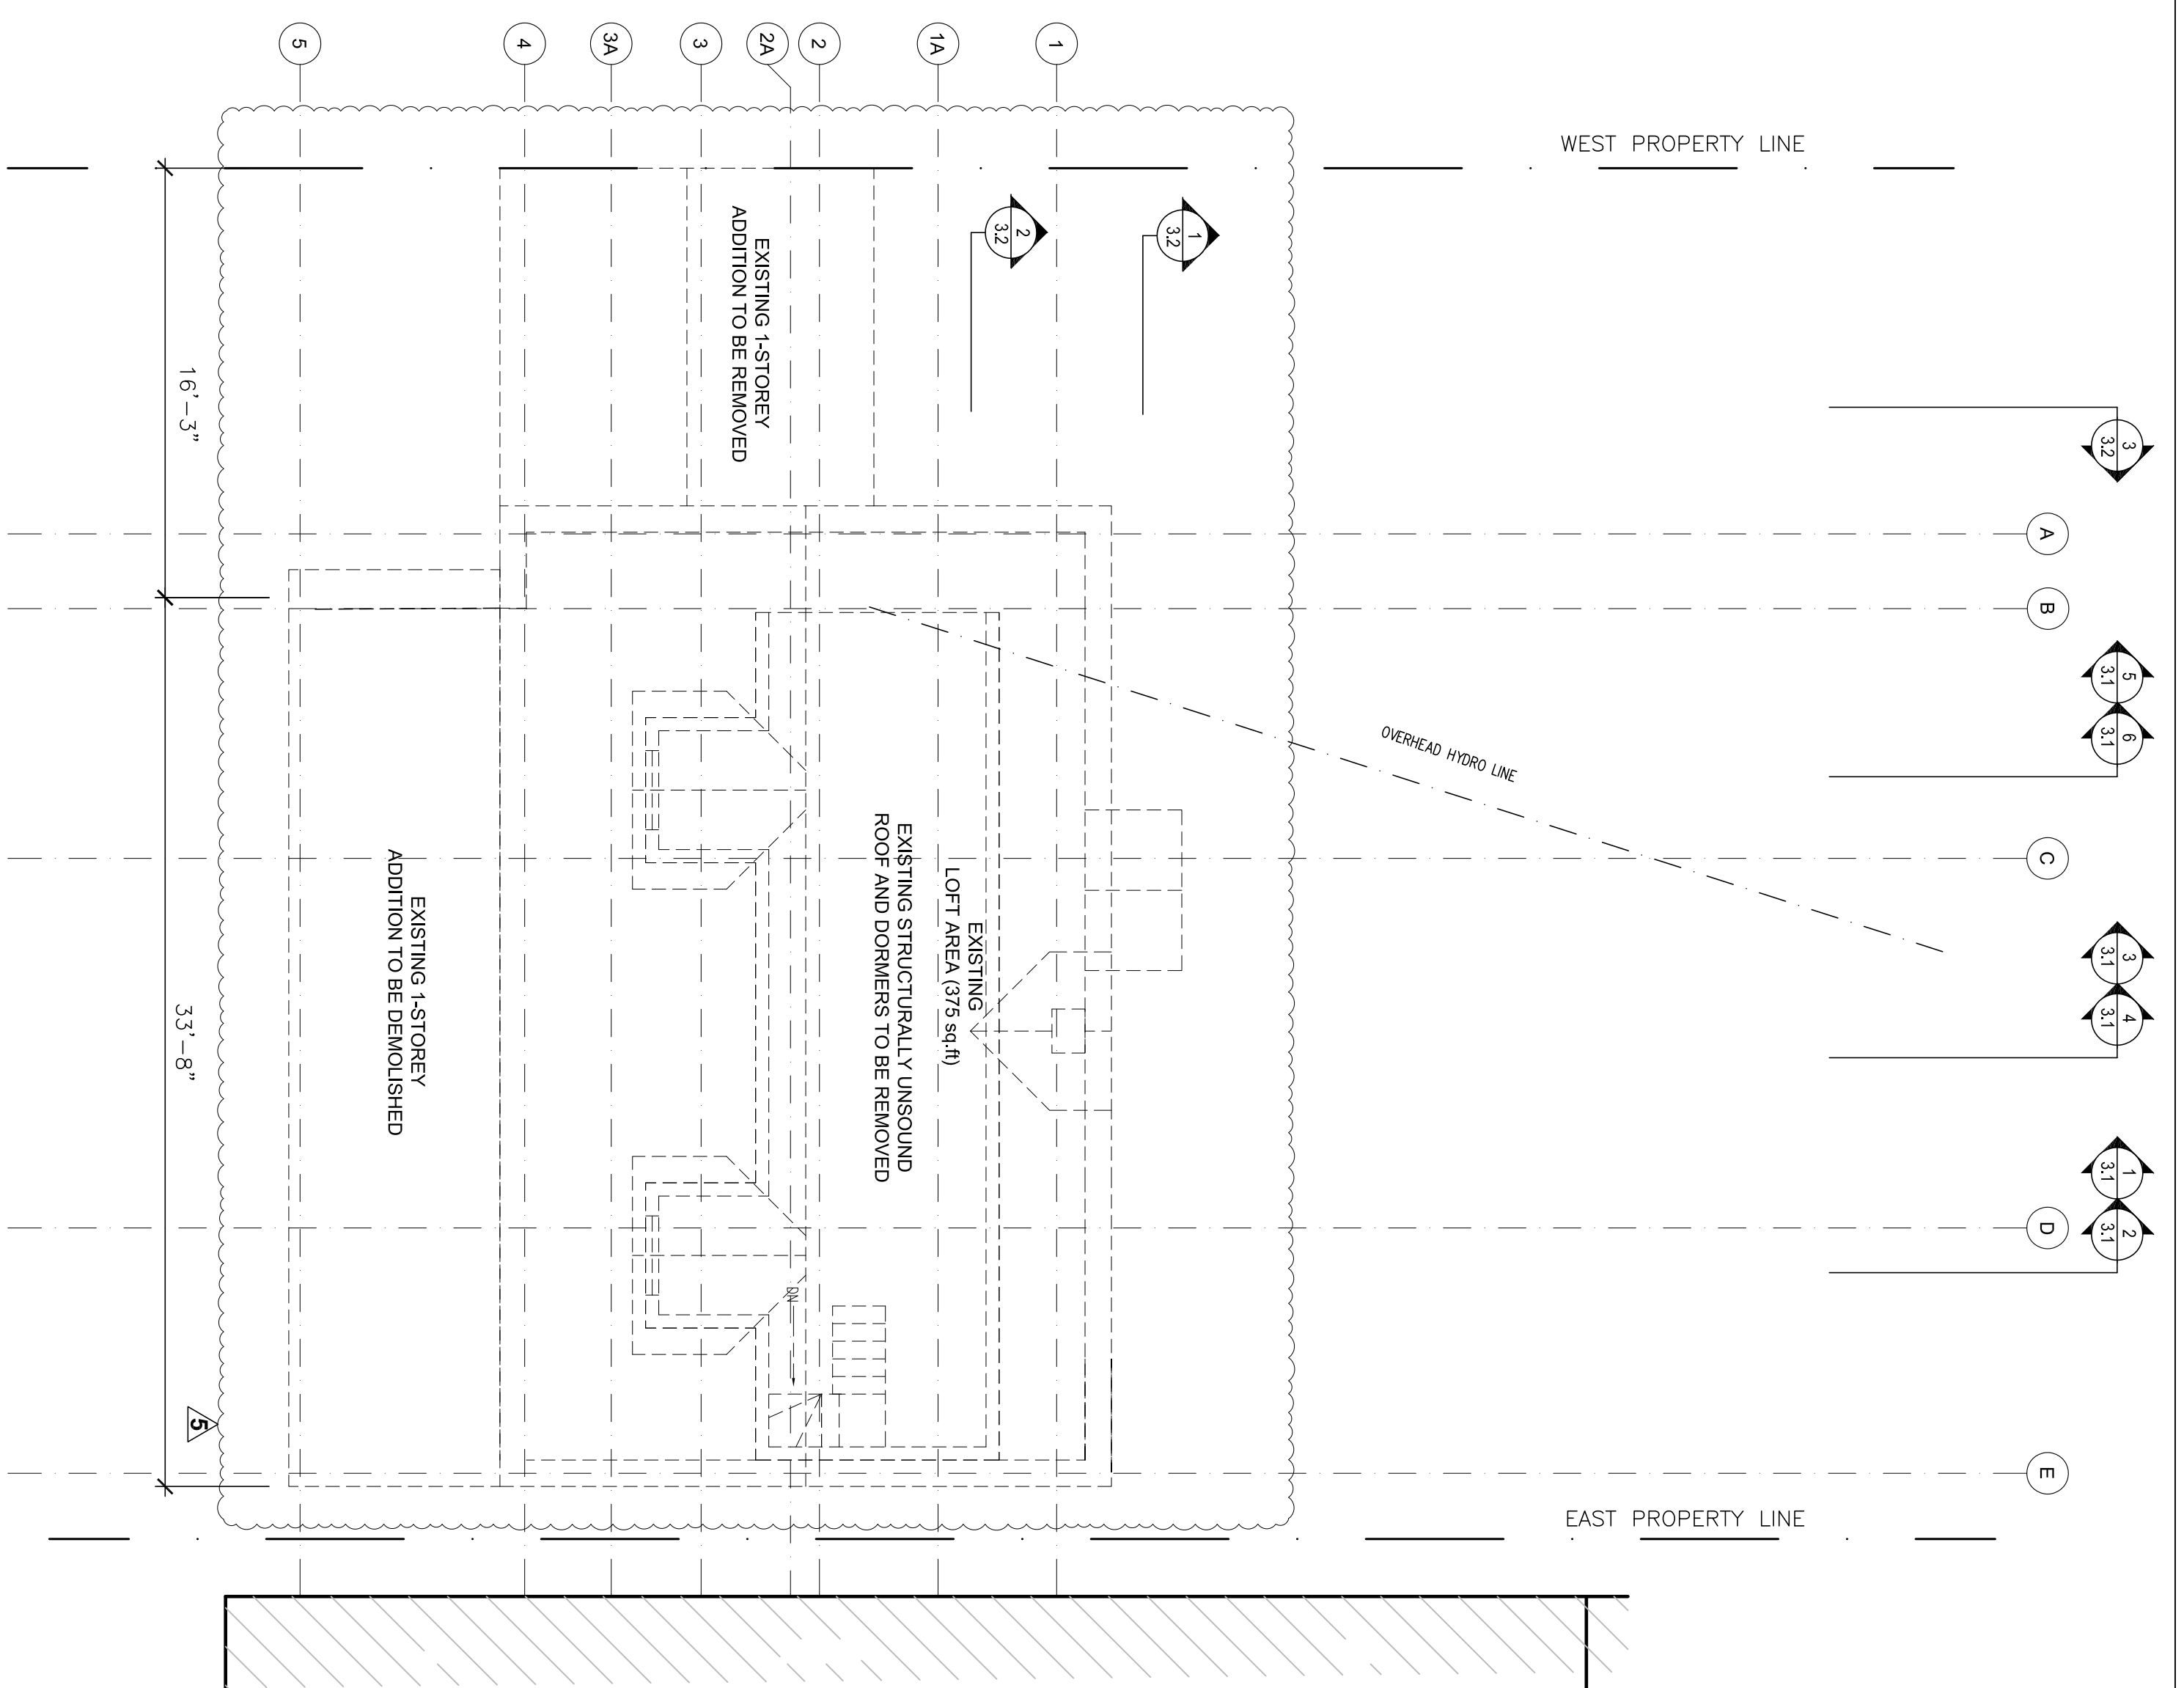 5
4
3A
3
2A
2
1A
1
WEST PROPERTY LINE
1
3.2
2
3.2
EXISTING 1-STOREY
ADDITION TO BE REMOVED
16'-3"
3
3.2
A
B
5
3.1
6
3.1
OVERHEAD HYDRO LINE
C
EXISTING
LOFT AREA (375 sq.ft)
EXISTING STRUCTURALLY UNSOUND
ROOF AND DORMERS TO BE REMOVED
EXISTING 1-STOREY
ADDITION TO BE DEMOLISHED
33'-8"
3
3.1
4
3.1
1
3.1
2
3.1
D
DN
5
E
EAST PROPERTY LINE